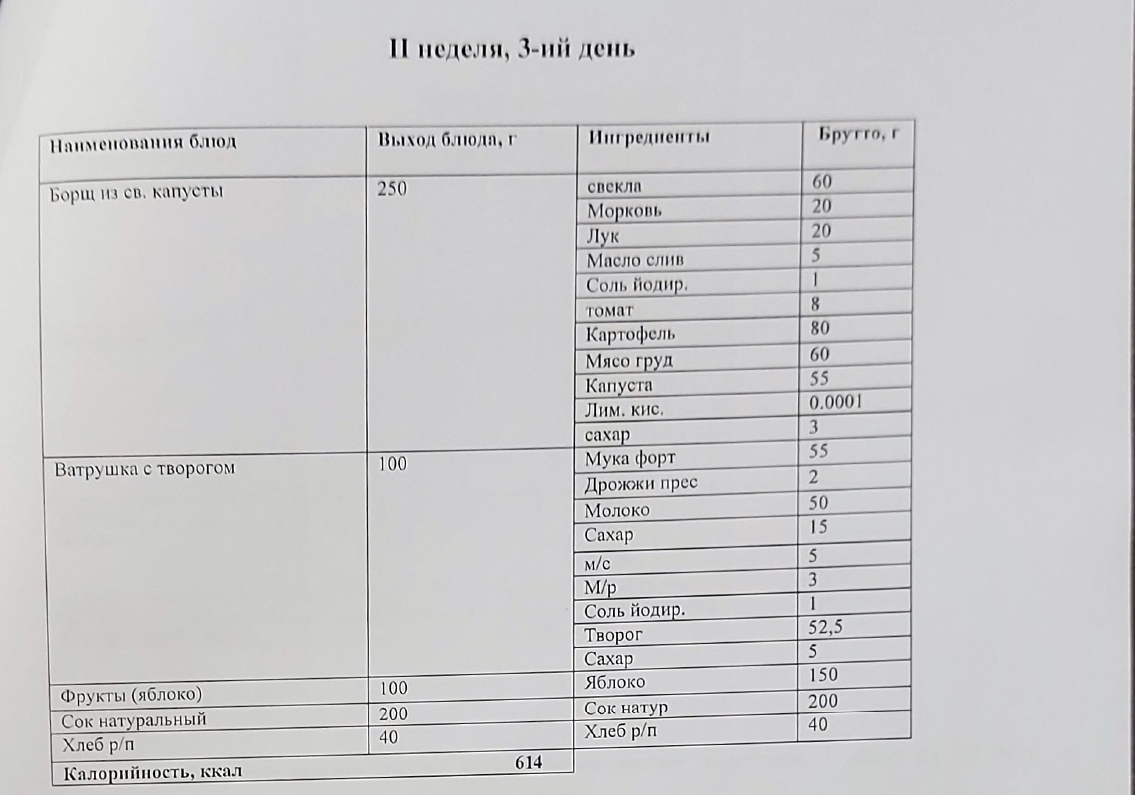 II неделя, 3-ий день
Наименования блюд Выход блюда, г Ингредиенты Брутто, г
Борщ из св. капусты 250 свекла 60
Морковь 20
Лук 20
Масло слив 5
Соль йодир. 1
томат 8
Картофель 80
Мясо груд 60
Капуста 55
Лим. кис. 0.0001
сахар 3
Ватрушка с творогом 100 Мука форт 55
Дрожжи прес 2
Молоко 50
Сахар 15
м/с 5
М/р 3
Соль йодир. 1
Творог 52,5
Сахар 5
Фрукты (яблоко) 100 Яблоко 150
Сок натуральный 200 Сок натур 200
Хлеб р/п 40 Хлеб р/п 40
Калорийность, ккал 614